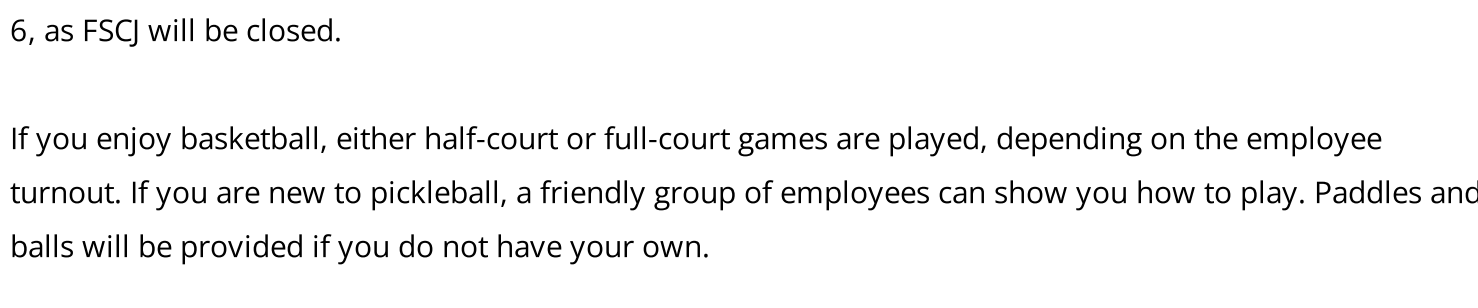 6, as FSCJ will be closed.
If you enjoy basketball, either half-court or full-court games are played, depending on the employee
turnout. If you are new to pickleball, a friendly group of employees can show you how to play. Paddles and
balls will be provided if you do not have your own.